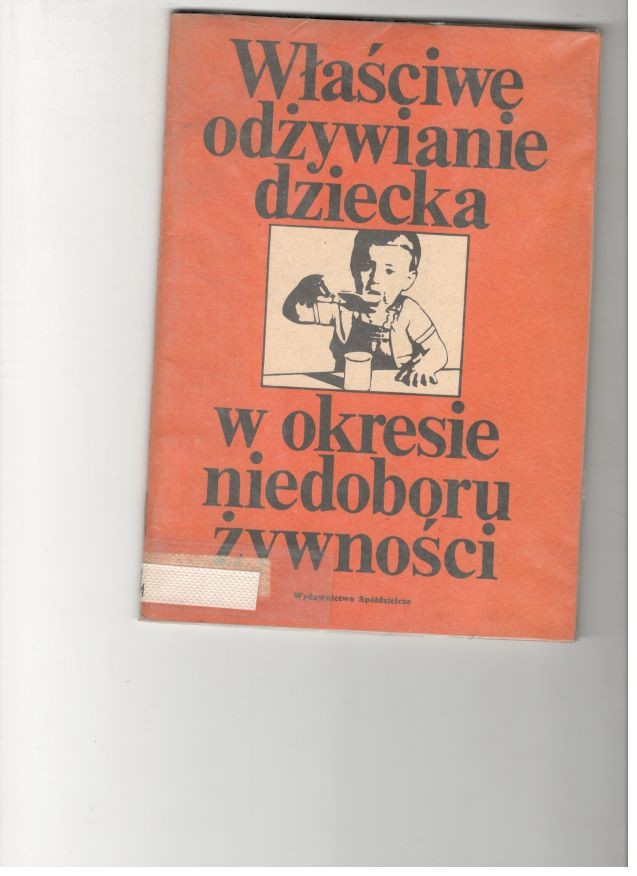 Właściwe
odżywianie
dziecka
w okresie
niedoboru
żywności
Wydawnictwo Spółdzielcze